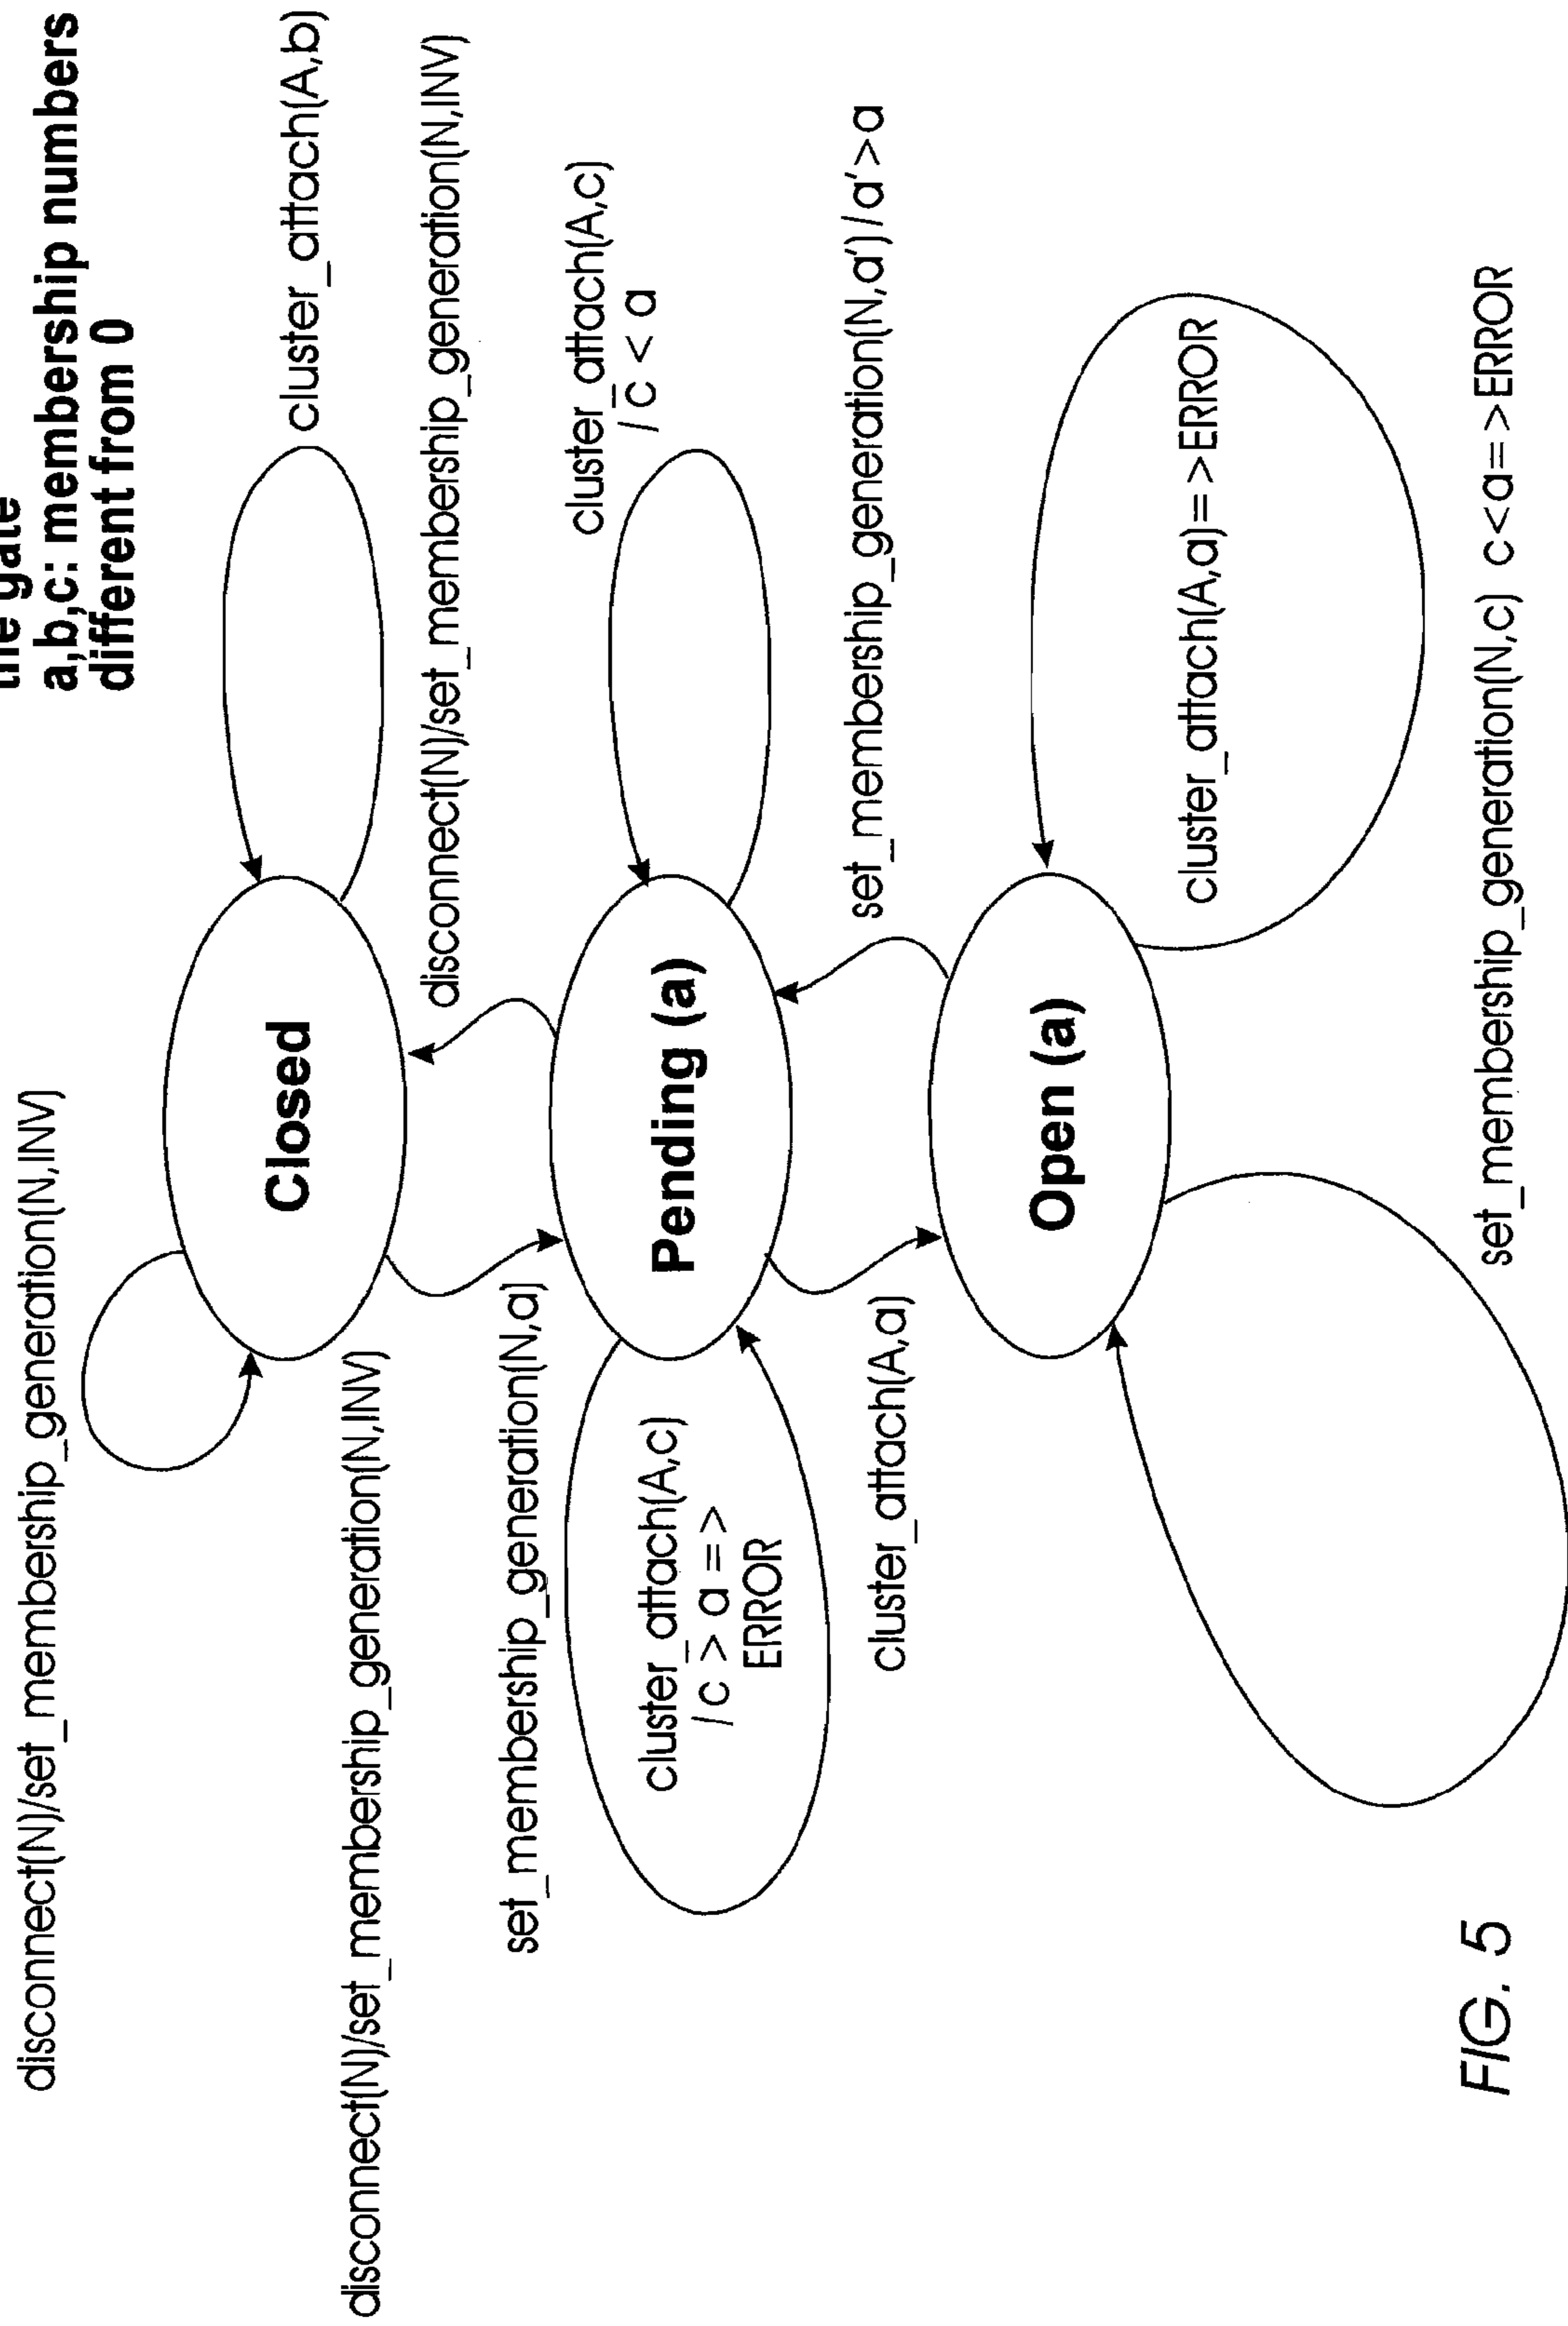 the gate
a,b,c: membership numbers
different from 0
disconnect(N)/set_membership_generation(N,INV)
cluster_attach(A,b)
Closed
disconnect(N)/set_membership_generation(N,INV)
disconnect(N)/set_membership_generation(N,INV)
set_membership_generation(N,a)
cluster_attach(A,c)
/ c < a
Pending (a)
cluster_attach(A,c)
/ c > a = >
ERROR
set_membership_generation(N,a') / a' > a
cluster_attach(A,a)
Open (a)
cluster_attach(A,a)= >ERROR
set_membership_generation(N,c) c<a= >ERROR
FIG. 5